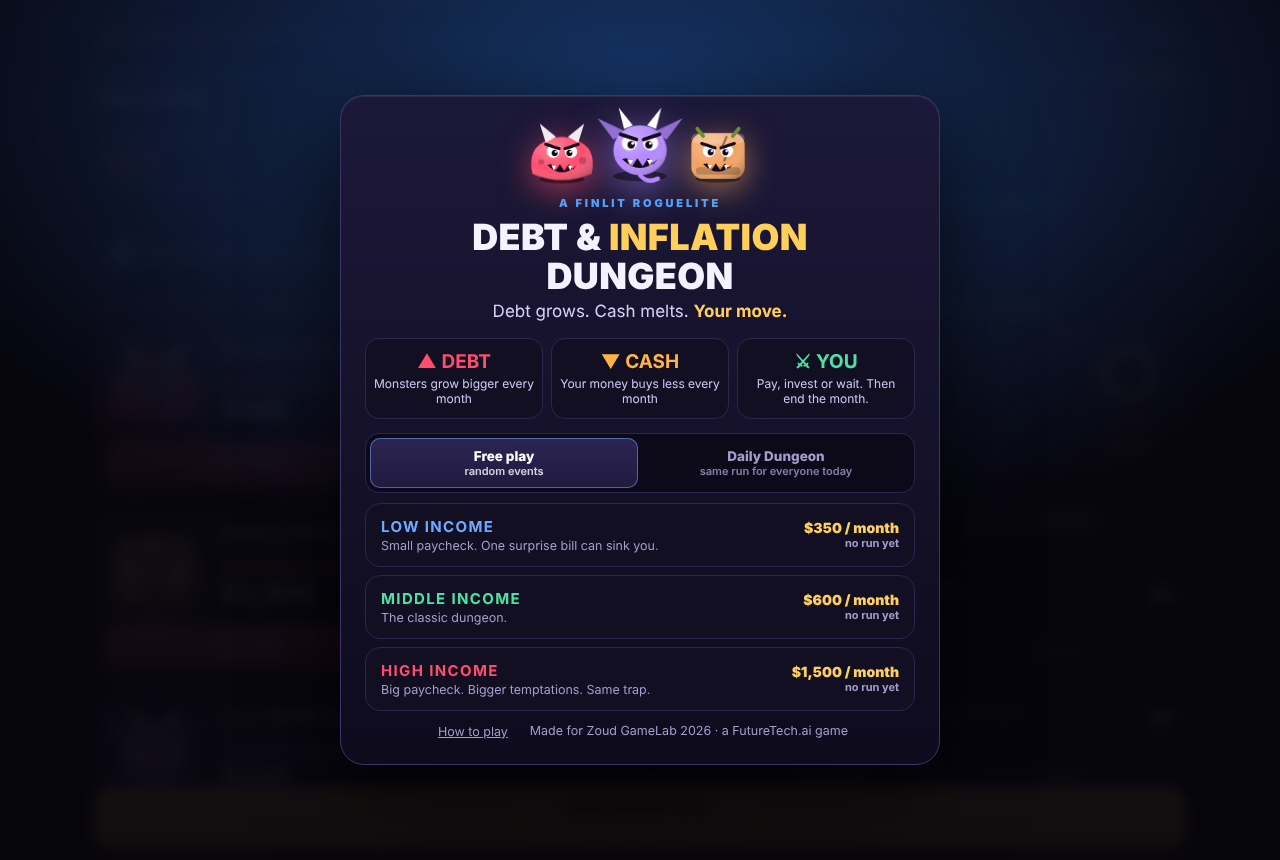 A FINLIT ROGUELITE
DEBT & INFLATION
DUNGEON
Debt grows. Cash melts. Your move.
▲ DEBT
Monsters grow bigger every
month
▼ CASH
Your money buys less every
month
⚔ YOU
Pay, invest or wait. Then
end the month.
Free play
random events
Daily Dungeon
same run for everyone today
LOW INCOME
Small paycheck. One surprise bill can sink you.
$350 / month
no run yet
MIDDLE INCOME
The classic dungeon.
$600 / month
no run yet
HIGH INCOME
Big paycheck. Bigger temptations. Same trap.
$1,500 / month
no run yet
How to play
Made for Zoud GameLab 2026 · a FutureTech.ai game